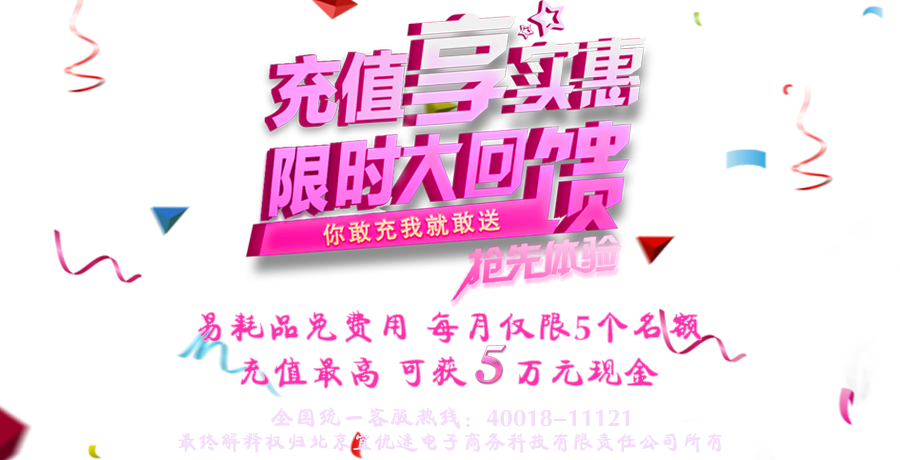 充值享实惠
限时大回馈
你敢充我就敢送
抢先体验
易耗品免费用 每月仅限5个名额
充值最高 可获5万元现金
全国统一客服热线：40018-11121
最终解释权归北京宜优速电子商务科技有限责任公司所有